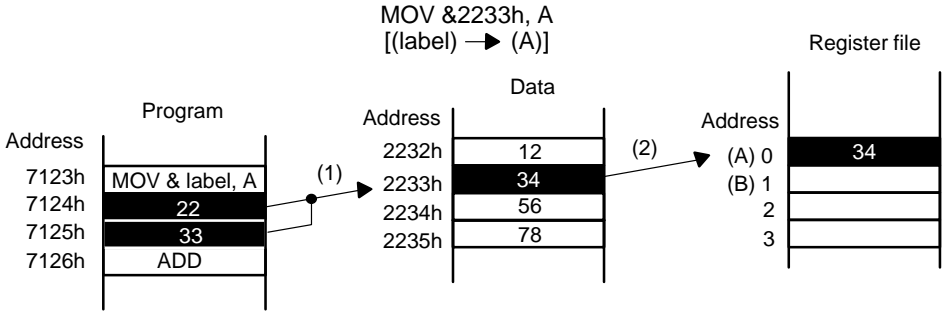 MOV &2233h, A
[(label) → (A)]
Register file
Data
Program
Address
Address
Address
2232h 12
(2)
(A) 0 34
7123h MOV & label, A
(1)
2233h 34
(B) 1
7124h 22
2234h 56
2
7125h 33
2235h 78
3
7126h ADD